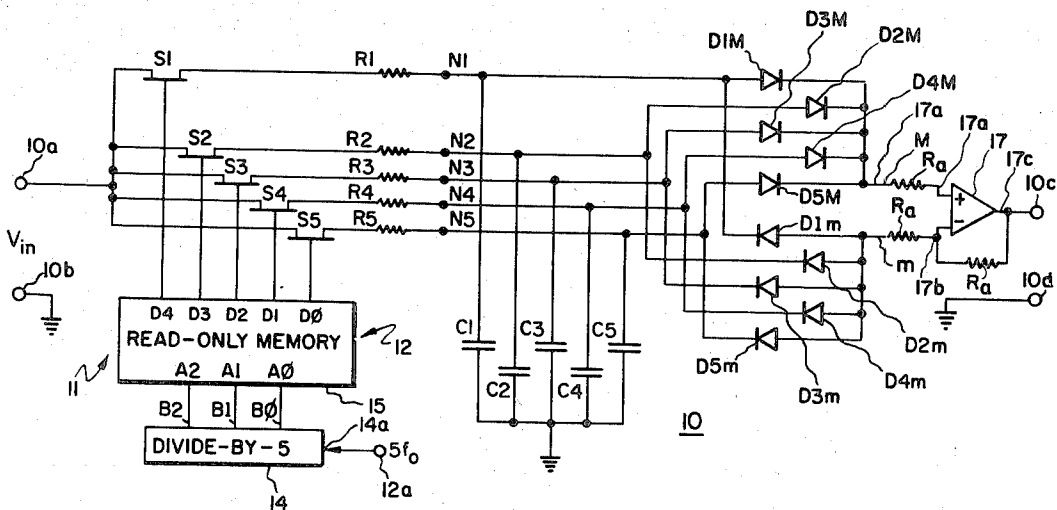 D3M
D1M
D2M
S1
R1
N1
D4M
17a
10a
S2
R2
N2
M
17a
17
S3
R3
N3
Ra
17c
10c
S4
R4
N4
S5
R5
N5
D5M
+
−
D1m
Ra
Vin
m
17b
Ra
10d
10b
C1
C3
C5
D4 D3 D2 D1 DØ
12
READ-ONLY MEMORY
11
A2 A1 AØ
C2
C4
D5m
D2m
D4m
D3m
15
B2
B1
BØ
14a
10
DIVIDE-BY-5
5fo
12a
14